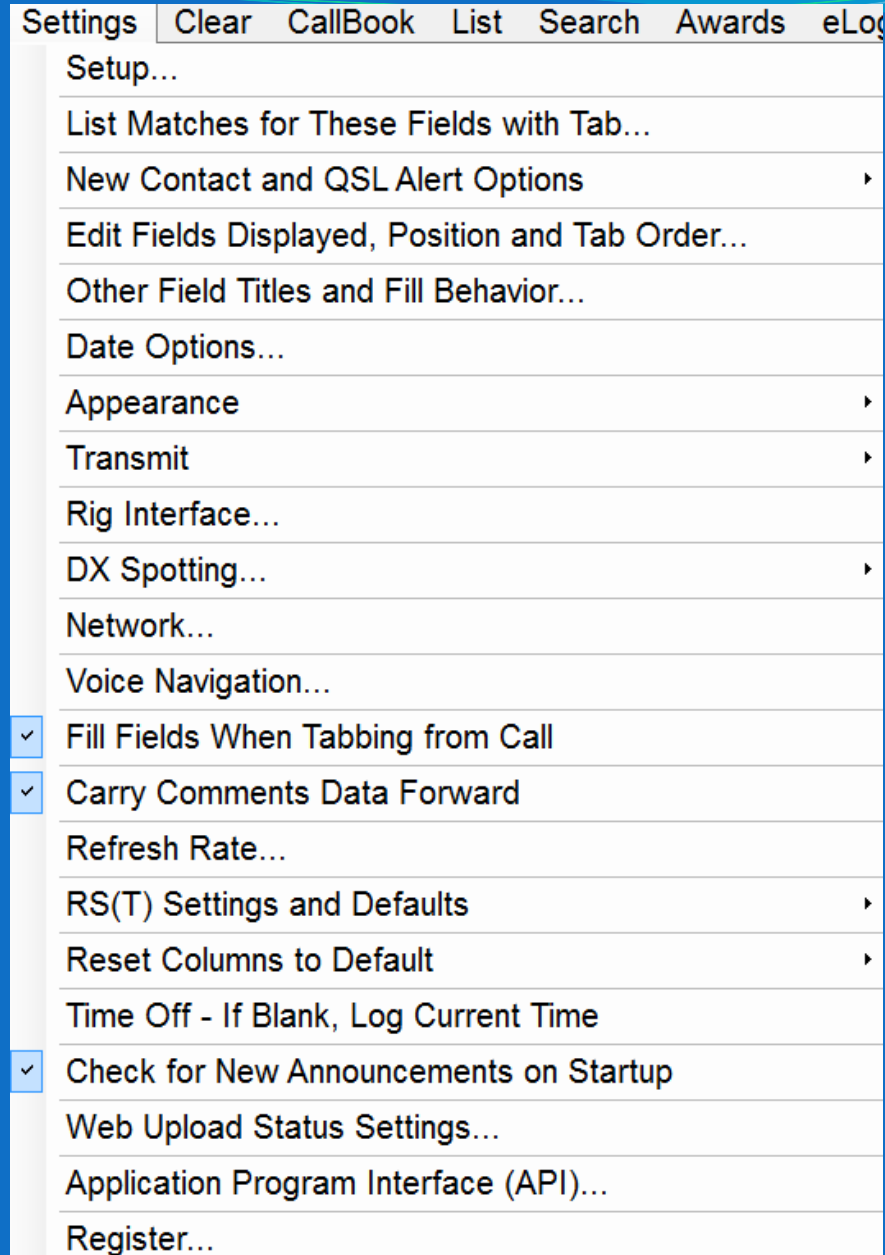 Settings Clear CallBook List Search Awards eLog
Setup...
List Matches for These Fields with Tab...
New Contact and QSL Alert Options
Edit Fields Displayed, Position and Tab Order...
Other Field Titles and Fill Behavior...
Date Options...
Appearance
Transmit
Rig Interface...
DX Spotting...
Network...
Voice Navigation...
Fill Fields When Tabbing from Call
Carry Comments Data Forward
Refresh Rate...
RS(T) Settings and Defaults
Reset Columns to Default
Time Off - If Blank, Log Current Time
Check for New Announcements on Startup
Web Upload Status Settings...
Application Program Interface (API)...
Register...